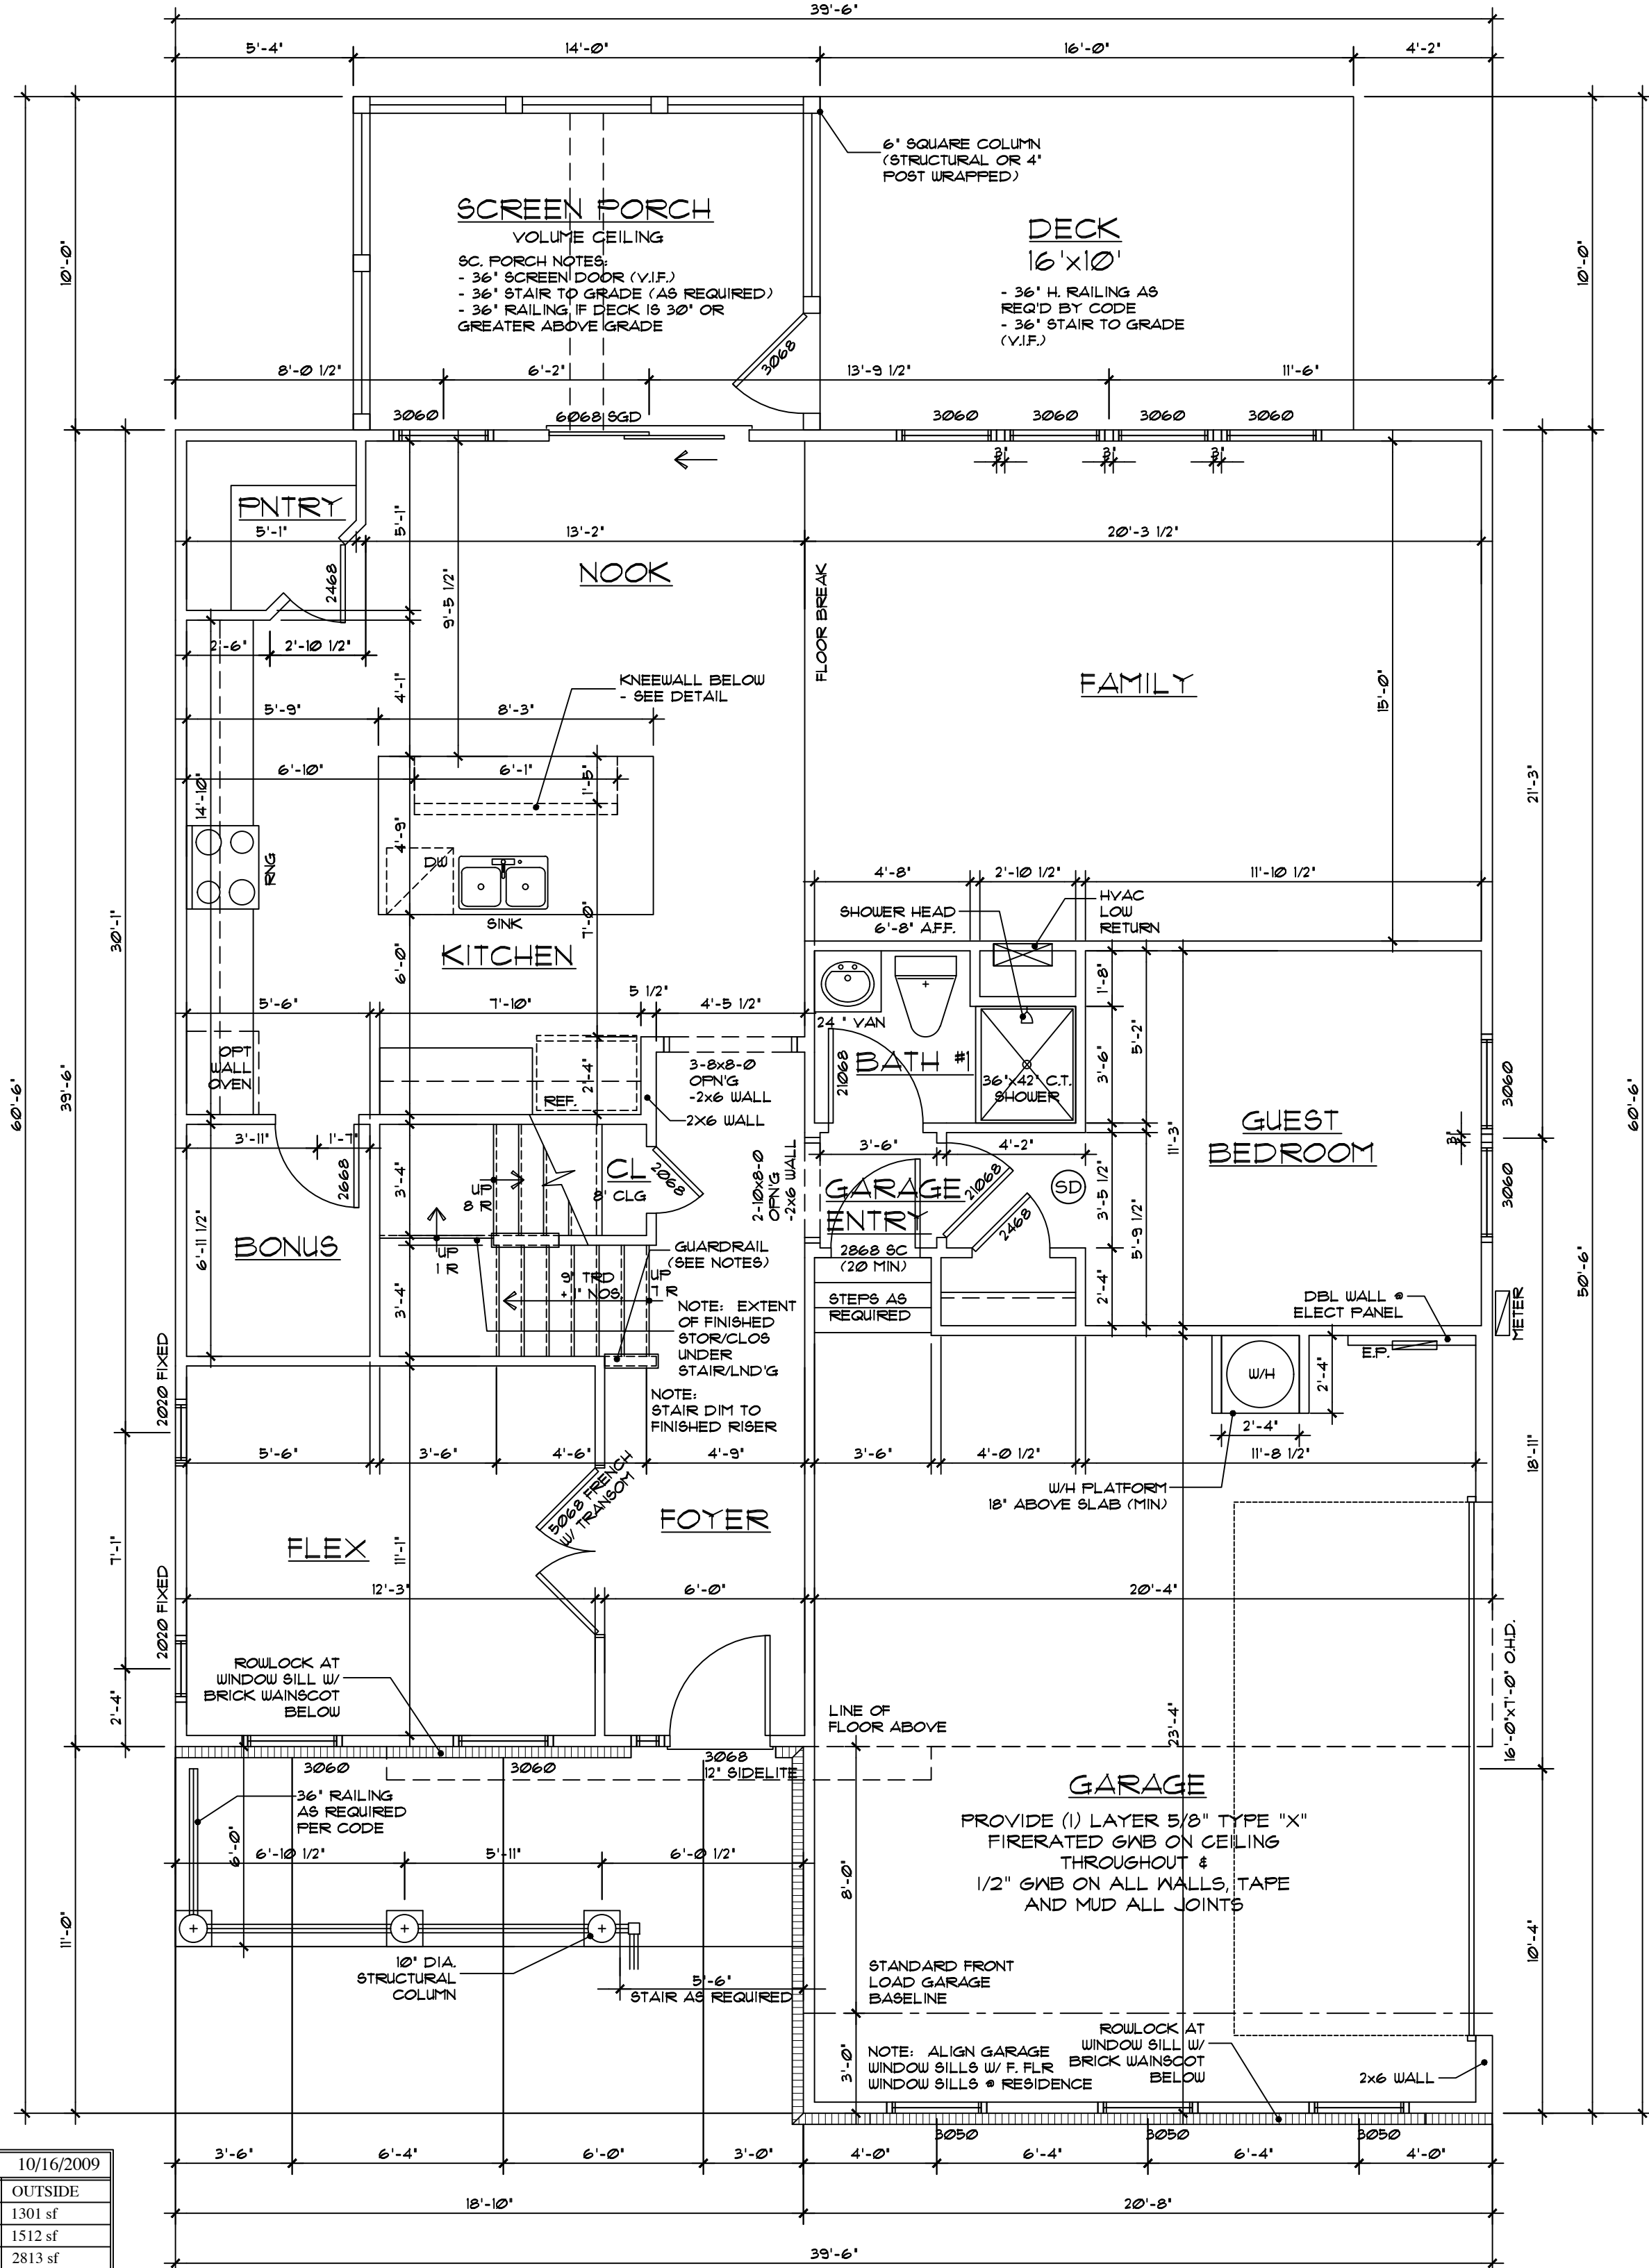 39'-6"
5'-4"
14'-0"
16'-0"
4'-2"
6" SQUARE COLUMN
(STRUCTURAL OR 4"
POST WRAPPED)
SCREEN PORCH
VOLUME CEILING
SC. PORCH NOTES:
- 36" SCREEN DOOR (V.I.F.)
- 36" STAIR TO GRADE (AS REQUIRED)
- 36" RAILING IF DECK IS 30" OR
GREATER ABOVE GRADE
DECK
16'x10'
- 36" H. RAILING AS
REQ'D BY CODE
- 36" STAIR TO GRADE
(V.I.F.)
10'-0"
10'-0"
3068
8'-0 1/2"
6'-2"
13'-9 1/2"
11'-6"
3060
6068 SGD
3060
3060
3060
3060
3"
3"
3"
PNTRY
5'-1"
5'-1"
13'-2"
20'-3 1/2"
NOOK
2468
9'-5 1/2"
FLOOR BREAK
2'-6"
2'-10 1/2"
4'-1"
KNEEWALL BELOW
- SEE DETAIL
FAMILY
15'-0"
5'-9"
8'-3"
6'-10"
6'-1"
1'-5"
14'-10"
21'-3"
4'-9"
RNG
DW
SINK
7'-0"
4'-8"
2'-10 1/2"
11'-10 1/2"
30'-1"
SHOWER HEAD
6'-8" A.F.F.
HVAC
LOW
RETURN
KITCHEN
6'-0"
1'-8"
5'-6"
7'-10"
5 1/2"
4'-5 1/2"
24" VAN
5'-2"
OPT
WALL
OVEN
REF.
2'-4"
3-8x8-0
OPN'G
-2x6 WALL
2X6 WALL
21068
BATH #1
36"x42" C.T.
SHOWER
3'-6"
3060
60'-6"
39'-6"
60'-6"
GUEST
BEDROOM
11'-3"
3"
3'-11"
1'-7"
2668
3'-4"
UP
8 R
CL
8' CLG
2068
2-10x8-0
OPN'G
-2x6 WALL
3'-6"
4'-2"
GARAGE
ENTRY
21068
SD
3'-5 1/2"
3060
2468
5'-9 1/2"
BONUS
6'-11 1/2"
UP
1 R
GUARDRAIL
(SEE NOTES)
2868 SC
(20 MIN)
50'-6"
3'-4"
9" TRD
+ 1" NOS.
UP
7 R
STEPS AS
REQUIRED
2'-4"
DBL WALL @
ELECT PANEL
METER
NOTE: EXTENT
OF FINISHED
STOR/CLOS
UNDER
STAIR/LND'G
E.P.
W/H
2'-4"
2020 FIXED
NOTE:
STAIR DIM TO
FINISHED RISER
2'-4"
5'-6"
3'-6"
4'-6"
4'-9"
3'-6"
4'-0 1/2"
11'-8 1/2"
18'-11"
W/H PLATFORM
18" ABOVE SLAB (MIN)
5068 FRENCH
W/ TRANSOM
FOYER
FLEX
11'-1"
7'-1"
12'-3"
6'-0"
20'-4"
2020 FIXED
ROWLOCK AT
WINDOW SILL W/
BRICK WAINSCOT
BELOW
2'-4"
LINE OF
FLOOR ABOVE
23'-4"
16'-0"x7'-0" O.H.D.
3060
3060
3068
12" SIDELITE
GARAGE
PROVIDE (1) LAYER 5/8" TYPE "X"
FIRERATED GWB ON CEILING
THROUGHOUT &
1/2" GWB ON ALL WALLS, TAPE
AND MUD ALL JOINTS
36" RAILING
AS REQUIRED
PER CODE
6'-0"
6'-10 1/2"
5'-11"
6'-0 1/2"
8'-0"
11'-0"
10'-4"
10" DIA.
STRUCTURAL
COLUMN
5'-6"
STAIR AS REQUIRED
STANDARD FRONT
LOAD GARAGE
BASELINE
3'-0"
NOTE: ALIGN GARAGE
WINDOW SILLS W/ F. FLR
WINDOW SILLS @ RESIDENCE
ROWLOCK AT
WINDOW SILL W/
BRICK WAINSCOT
BELOW
2x6 WALL
3050
3050
3050
3'-6"
6'-4"
6'-0"
3'-0"
4'-0"
6'-4"
6'-4"
4'-0"
18'-10"
20'-8"
39'-6"
10/16/2009
OUTSIDE
1301 sf
1512 sf
2813 sf